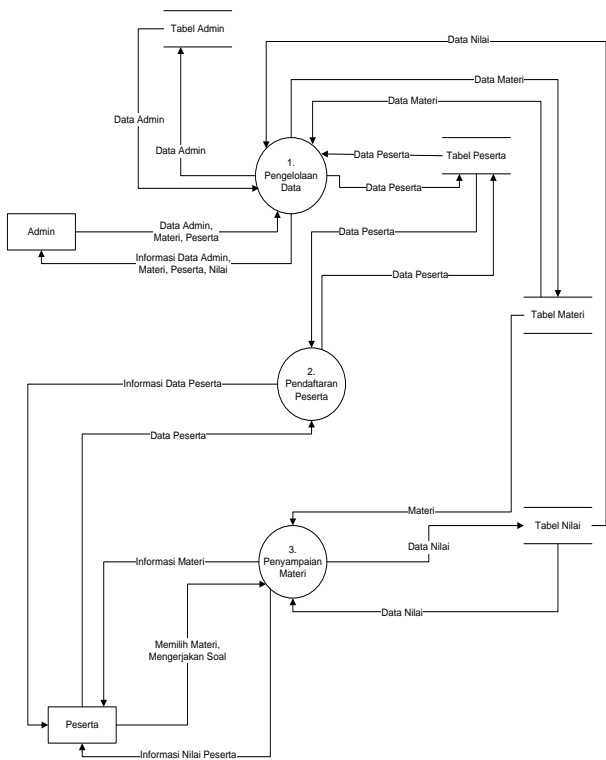 Tabel Admin
Data Nilai
Data Materi
Data Materi
Data Admin
Data Admin
1.
Pengelolaan
Data
Data Peserta
Tabel Peserta
Data Peserta
Admin
Data Admin,
Materi, Peserta
Data Peserta
Informasi Data Admin,
Materi, Peserta, Nilai
Data Peserta
Tabel Materi
2.
Pendaftaran
Peserta
Informasi Data Peserta
Data Peserta
Materi
Tabel Nilai
Data Nilai
3.
Penyampaian
Materi
Informasi Materi
Data Nilai
Memilih Materi,
Mengerjakan Soal
Peserta
Informasi Nilai Peserta